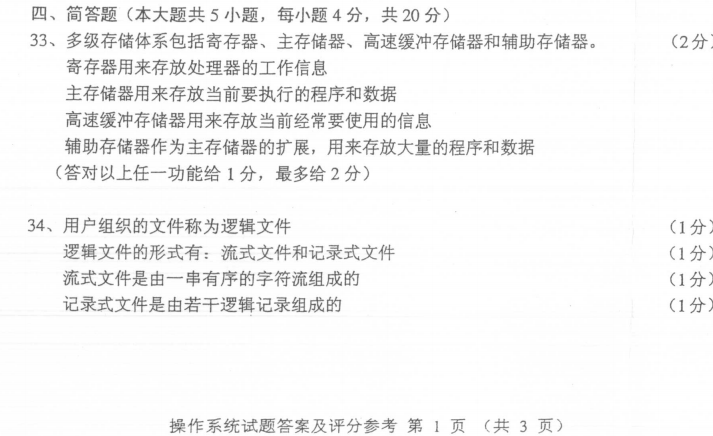 四、简答题（本大题共 5 小题，每小题 4 分，共 20 分）
33、多级存储体系包括寄存器、主存储器、高速缓冲存储器和辅助存储器。 （2 分）
寄存器用来存放处理器的工作信息
主存储器用来存放当前要执行的程序和数据
高速缓冲存储器用来存放当前经常要使用的信息
辅助存储器作为主存储器的扩展，用来存放大量的程序和数据
（答对以上任一功能给 1 分，最多给 2 分）
34、用户组织的文件称为逻辑文件 （1 分）
逻辑文件的形式有：流式文件和记录式文件 （1 分）
流式文件是由一串有序的字符流组成的 （1 分）
记录式文件是由若干逻辑记录组成的 （1 分）
操作系统试题答案及评分参考 第 1 页 （共 3 页）